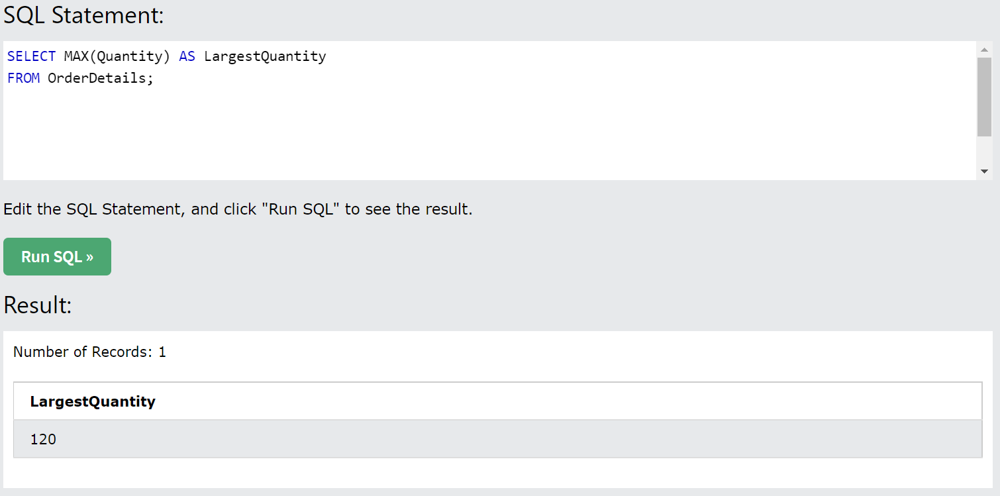 SQL Statement:
SELECT MAX(Quantity) AS LargestQuantity
FROM OrderDetails;
Edit the SQL Statement, and click "Run SQL" to see the result.
Run SQL »
Result:
Number of Records: 1
LargestQuantity
120